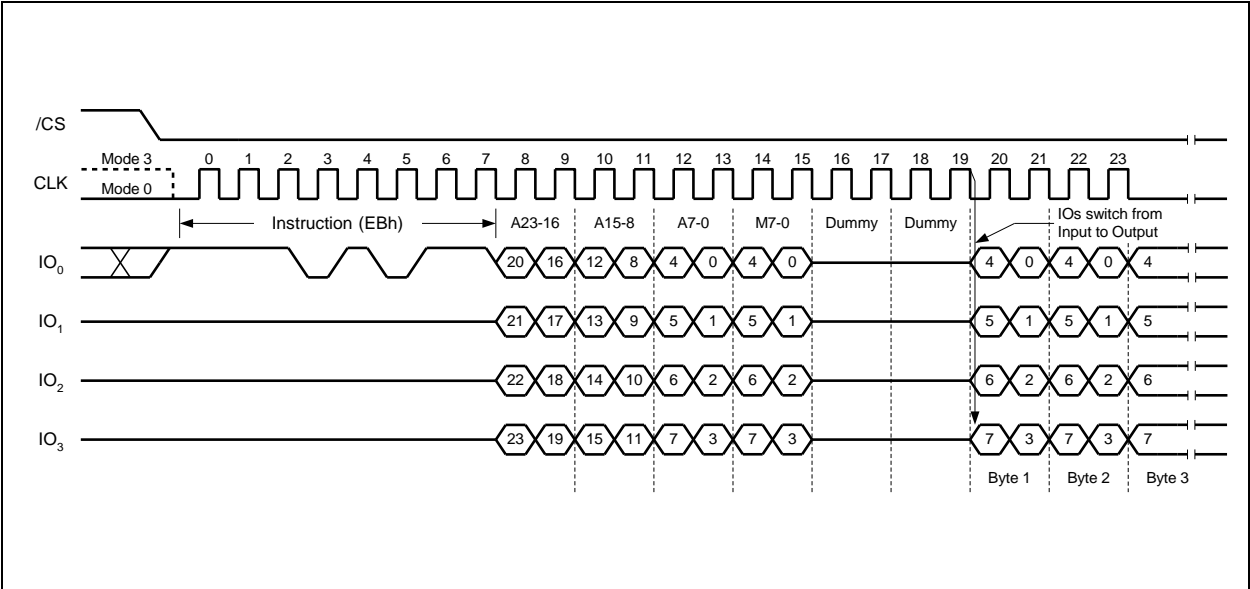 /CS
Mode 3 0 1 2 3 4 5 6 7 8 9 10 11 12 13 14 15 16 17 18 19 20 21 22 23
CLK
Mode 0
Instruction (EBh) A23-16 A15-8 A7-0 M7-0 Dummy Dummy IOs switch from
Input to Output
IO0 20 16 12 8 4 0 4 0 4 0 4 0 4
IO1 21 17 13 9 5 1 5 1 5 1 5 1 5
IO2 22 18 14 10 6 2 6 2 6 2 6 2 6
IO3 23 19 15 11 7 3 7 3 7 3 7 3 7
Byte 1 Byte 2 Byte 3